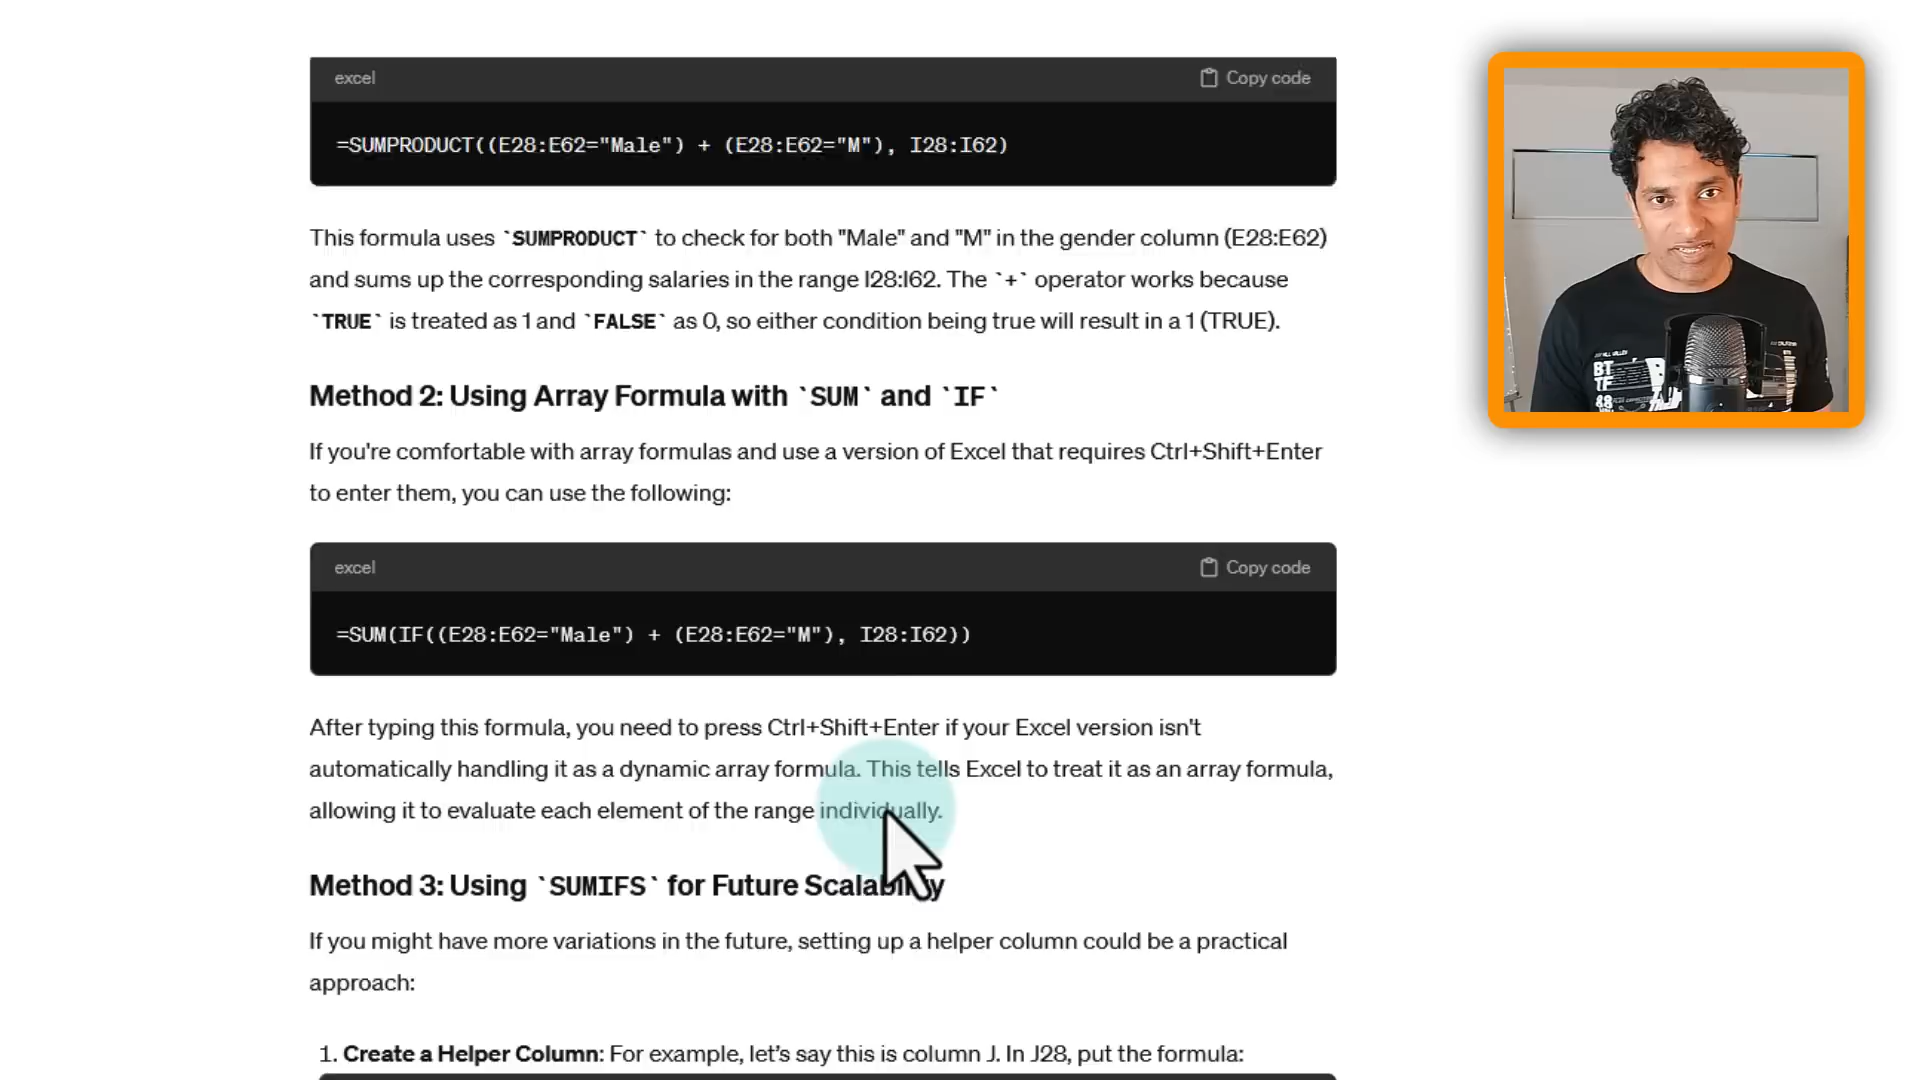 excel
Copy code
=SUMPRODUCT((E28:E62="Male") + (E28:E62="M"), I28:I62)
This formula uses `SUMPRODUCT` to check for both "Male" and "M" in the gender column (E28:E62)
and sums up the corresponding salaries in the range I28:I62. The `+` operator works because
`TRUE` is treated as 1 and `FALSE` as 0, so either condition being true will result in a 1 (TRUE).
Method 2: Using Array Formula with `SUM` and `IF`
If you're comfortable with array formulas and use a version of Excel that requires Ctrl+Shift+Enter
to enter them, you can use the following:
excel
Copy code
=SUM(IF((E28:E62="Male") + (E28:E62="M"), I28:I62))
After typing this formula, you need to press Ctrl+Shift+Enter if your Excel version isn't
automatically handling it as a dynamic array formula. This tells Excel to treat it as an array formula,
allowing it to evaluate each element of the range individually.
Method 3: Using `SUMIFS` for Future Scalability
If you might have more variations in the future, setting up a helper column could be a practical
approach:
1. Create a Helper Column: For example, let's say this is column J. In J28, put the formula:
BT
TF
88